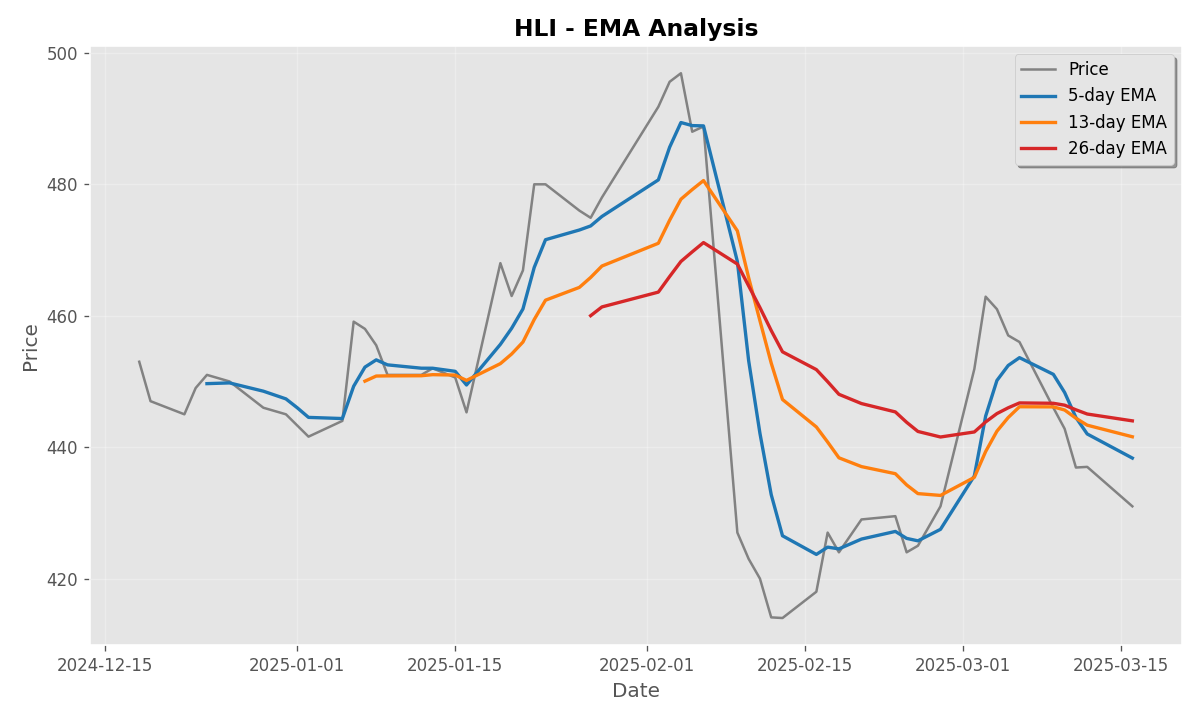 HLI - EMA Analysis
500
480
460
440
420
Price
Price
5-day EMA
13-day EMA
26-day EMA
2024-12-15
2025-01-01
2025-01-15
2025-02-01
2025-02-15
2025-03-01
2025-03-15
Date